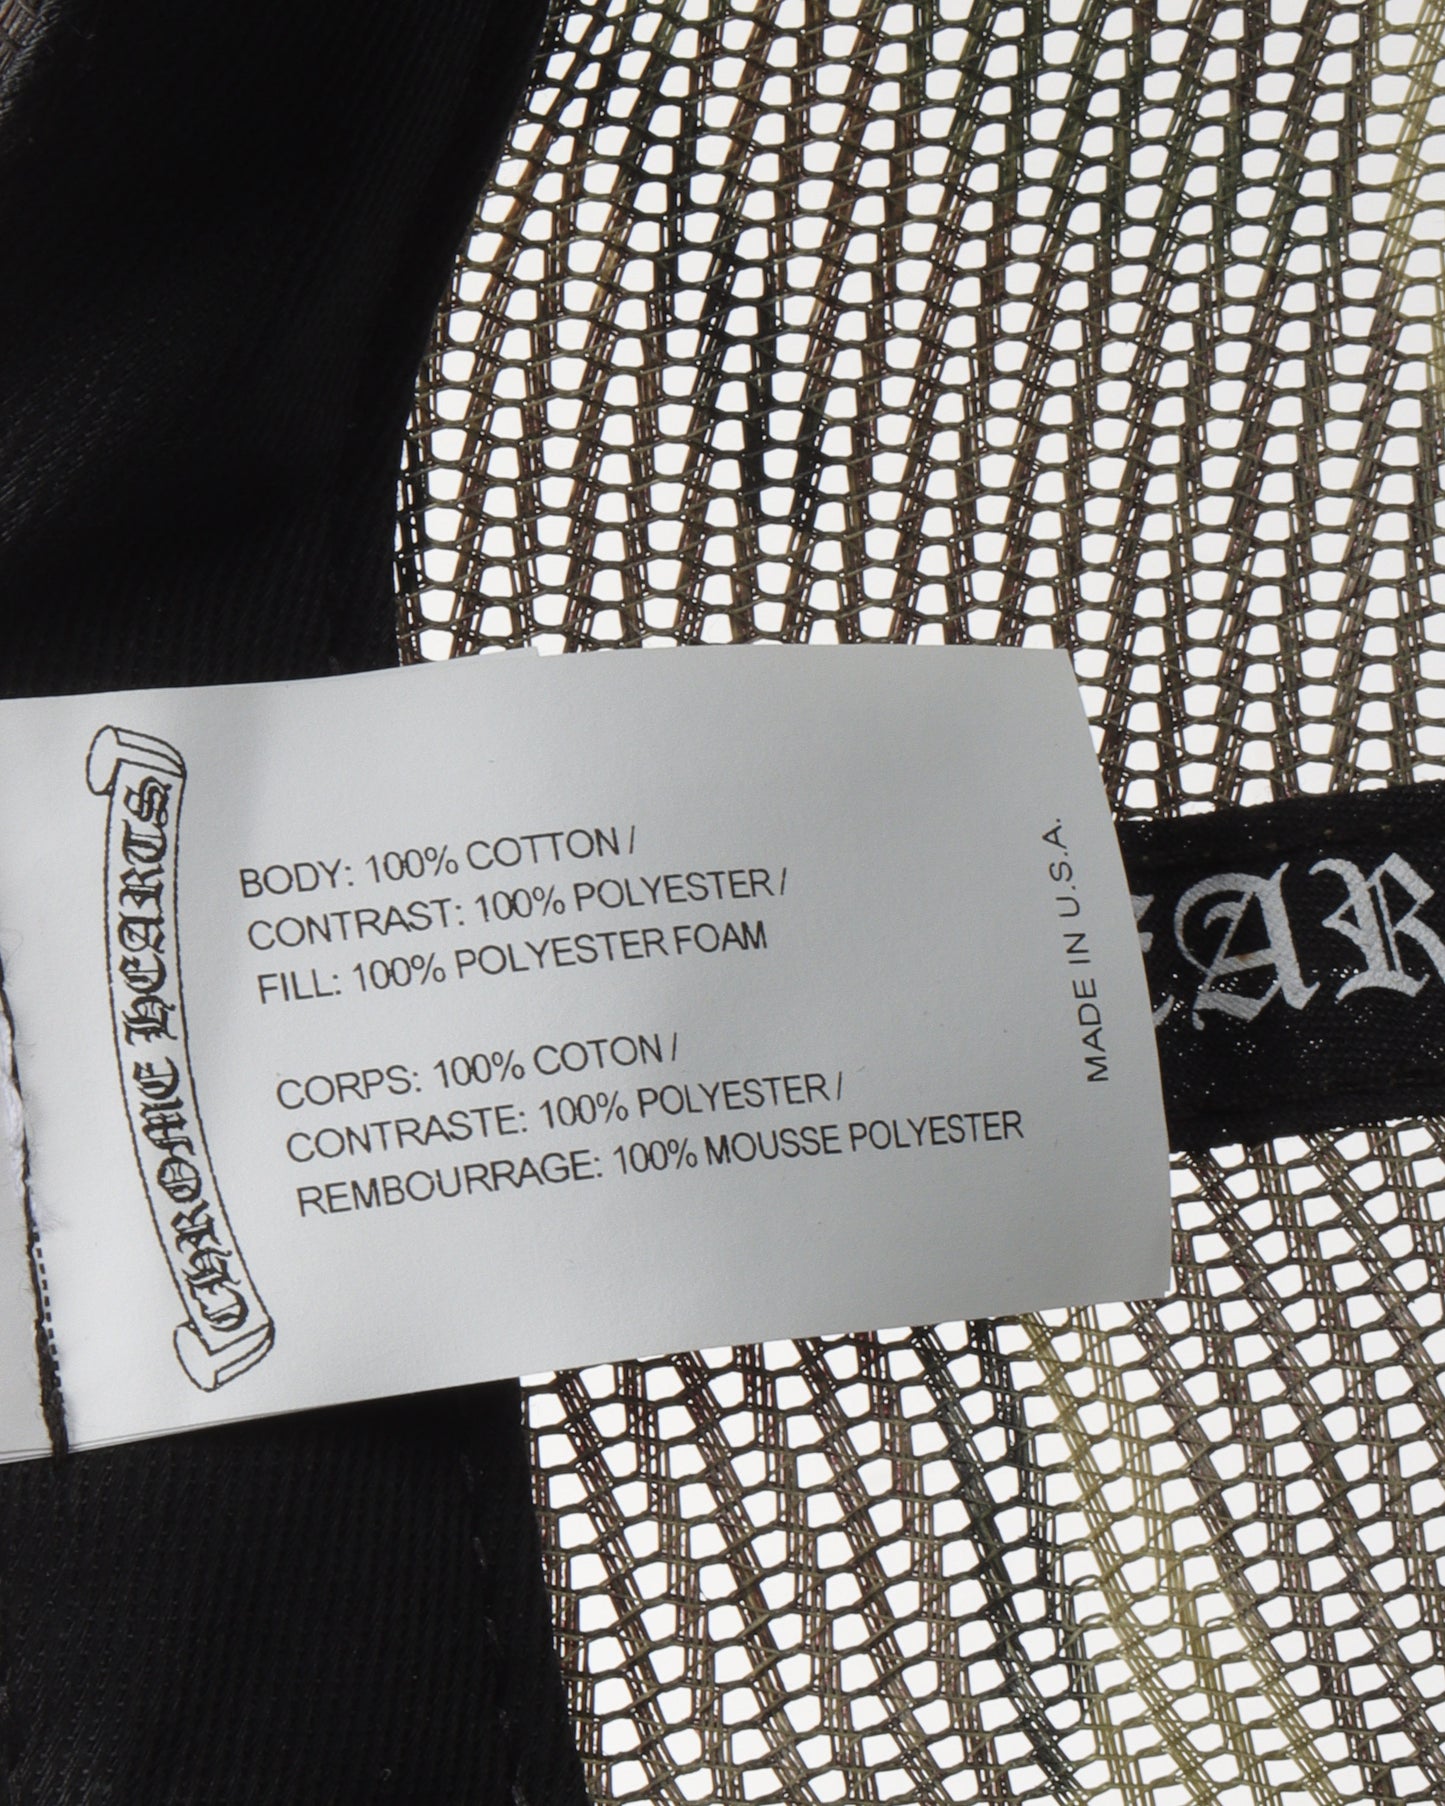 CHROME HEARTS
BODY: 100% COTTON /
CONTRAST: 100% POLYESTER /
FILL: 100% POLYESTER FOAM
CORPS: 100% COTON /
CONTRASTE: 100% POLYESTER /
REMBOURRAGE: 100% MOUSSE POLYESTER
MADE IN U.S.A.
EAR